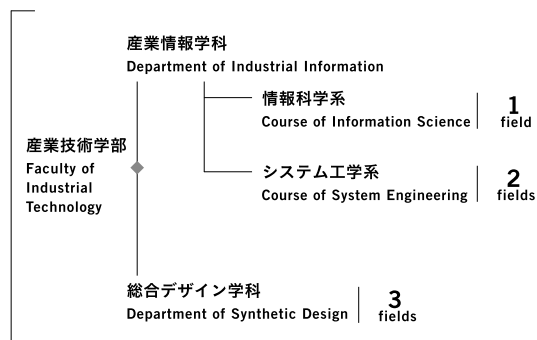 産業情報学科
Department of Industrial Information
情報科学系
Course of Information Science
1
field
産業技術学部
Faculty of
Industrial
Technology
システム工学系
Course of System Engineering
2
fields
総合デザイン学科
Department of Synthetic Design
3
fields